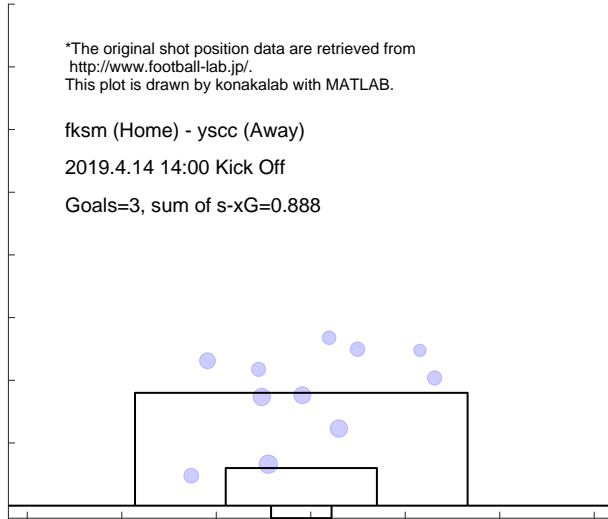 *The original shot position data are retrieved from
http://www.football-lab.jp/.
This plot is drawn by konakalab with MATLAB.
fksm (Home) - yscc (Away)
2019.4.14 14:00 Kick Off
Goals=3, sum of s-xG=0.888